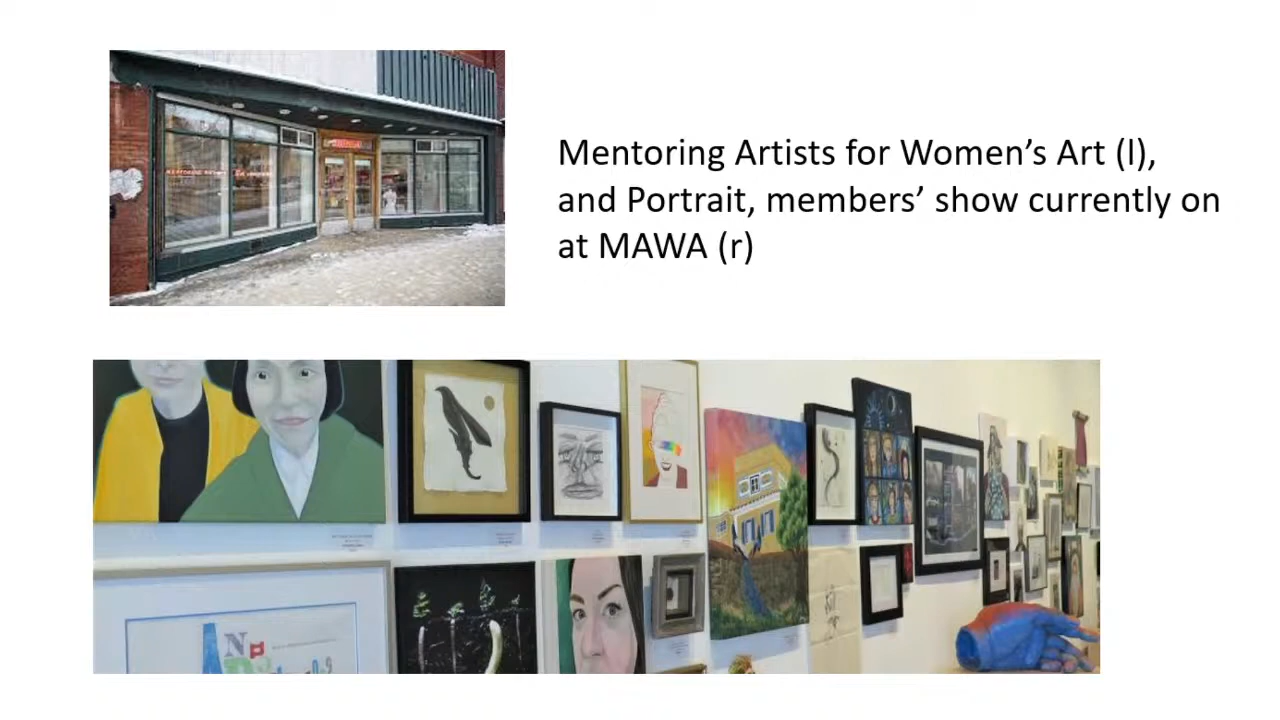 Mentoring Artists for Women’s Art (l),
and Portrait, members’ show currently on
at MAWA (r)